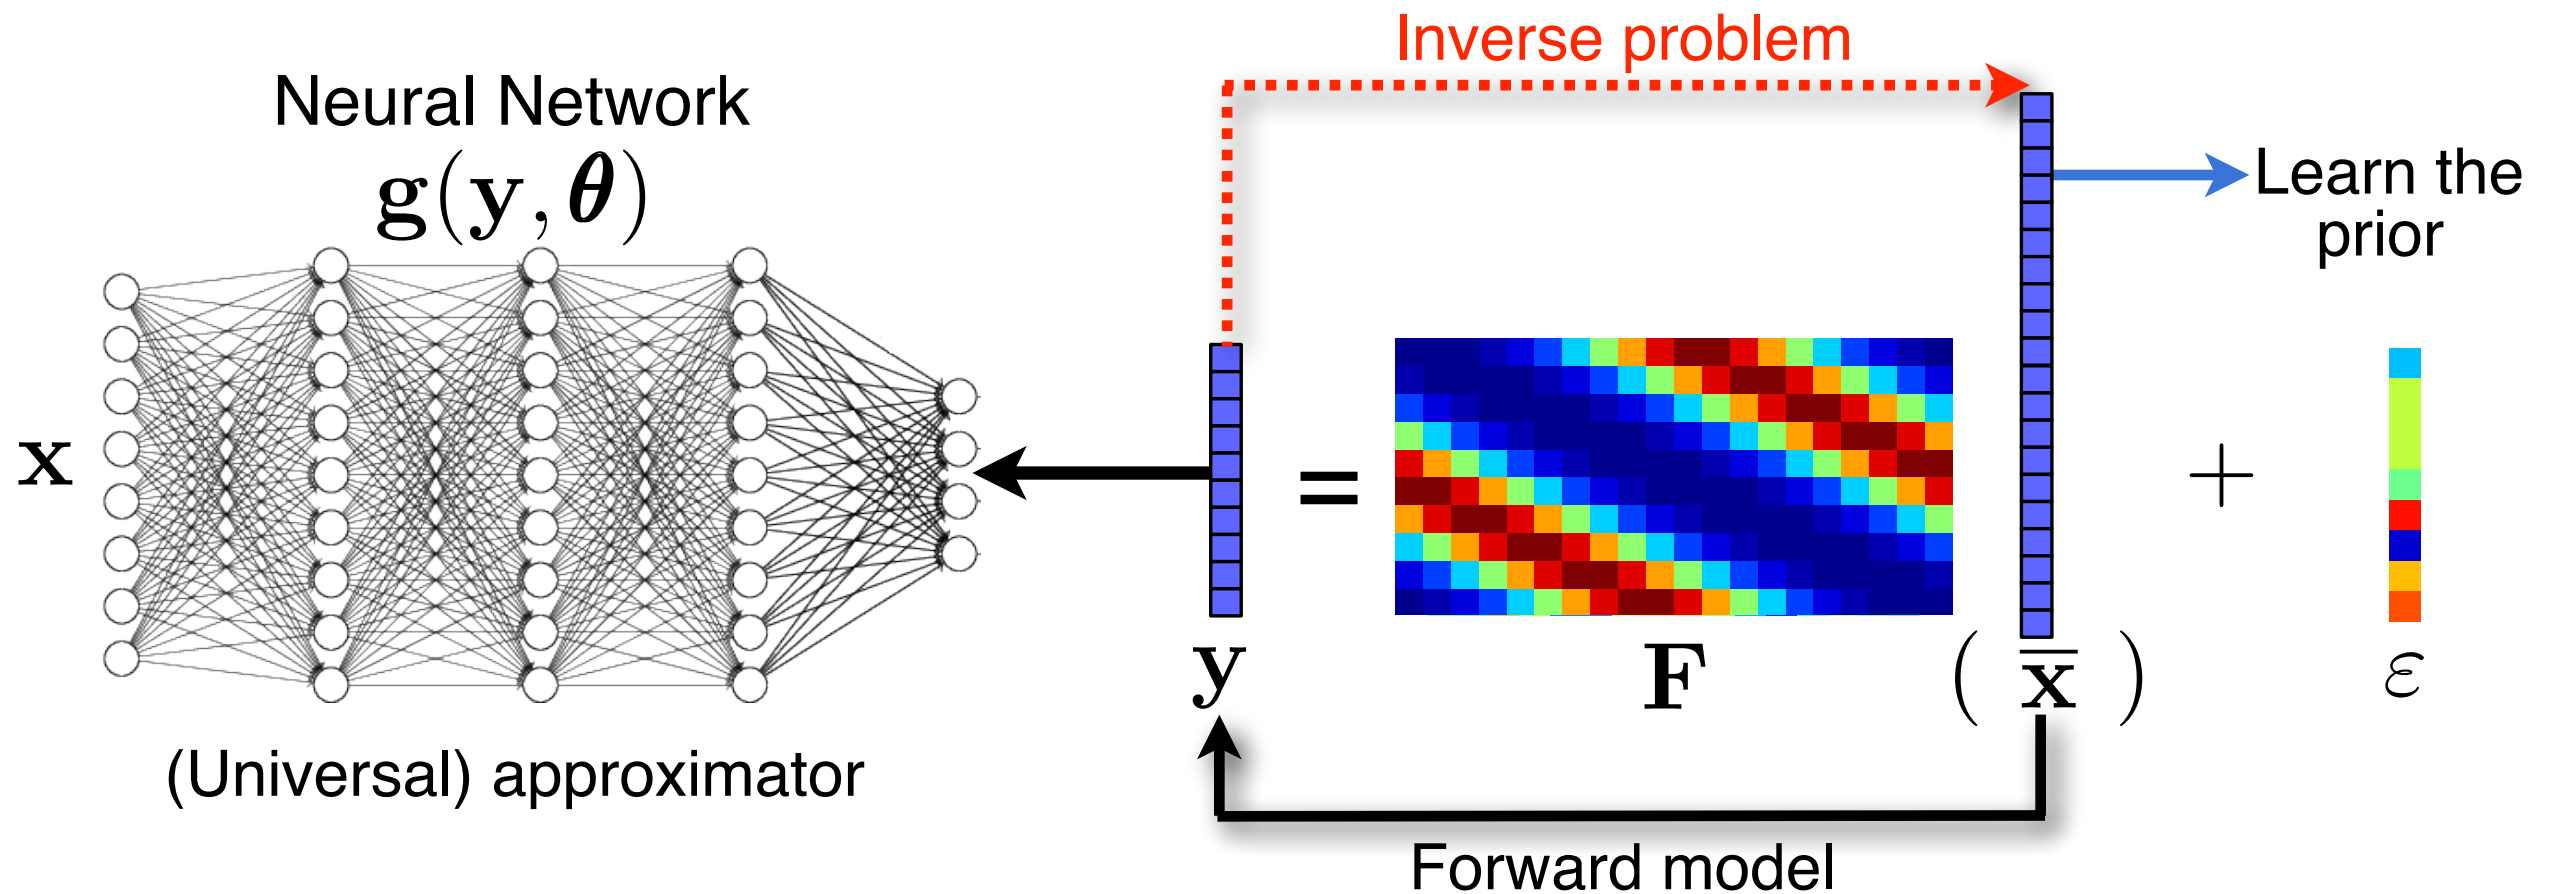 Inverse problem
Neural Network
g(y, θ)
Learn the
prior
x
=
+
y
F
( x̅ )
ε
(Universal) approximator
Forward model